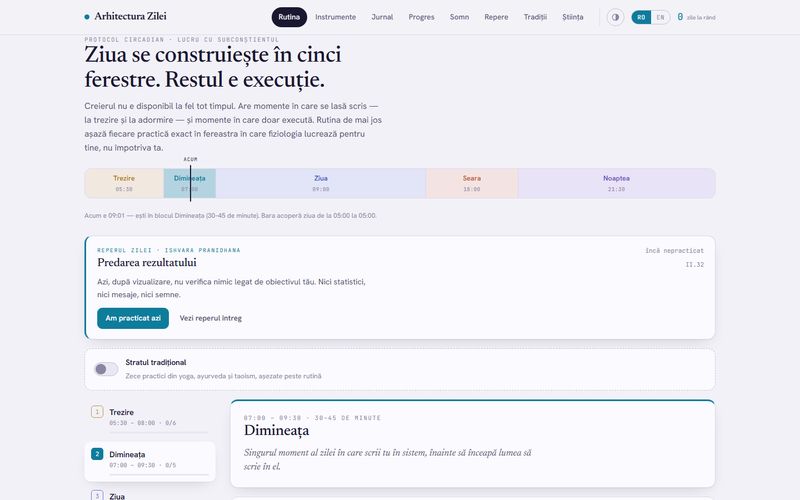 Arhitectura Zilei
Rutina Instrumente Jurnal Progres Somn Repere Tradiții Știința RO EN 0 zile la rând
PROTOCOL CIRCADIAN · LUCRU CU SUBCONȘTIENTUL
Ziua se construiește în cinci
ferestre. Restul e execuție.
Creierul nu e disponibil la fel tot timpul. Are momente în care se lasă scris —
la trezire și la adormire — și momente în care doar execută. Rutina de mai jos
așază fiecare practică exact în fereastra în care fiziologia lucrează pentru
tine, nu împotriva ta.
ACUM
Trezire Dimineața Ziua Seara Noaptea
05:30 07:00 09:00 18:00 21:30
Acum e 09:01 — ești în blocul Dimineața (30-45 de minute). Bara acoperă ziua de la 05:00 la 05:00.
REPERUL ZILEI · ISHVARA PRANIDHANA
încă nepracticat
Predarea rezultatului
II.32
Azi, după vizualizare, nu verifica nimic legat de obiectivul tău. Nici statistici,
nici mesaje, nici semne.
Am practicat azi Vezi reperul întreg
Stratul tradițional
Zece practici din yoga, ayurveda și taoism, așezate peste rutină
1 Trezire
05:30 – 08:00 · 0/6
2 Dimineața
07:00 – 09:30 · 0/5
3 Ziua
07:00 – 09:30 · 30-45 DE MINUTE
Dimineața
Singurul moment al zilei în care scrii tu în sistem, înainte să înceapă lumea să
scrie în el.